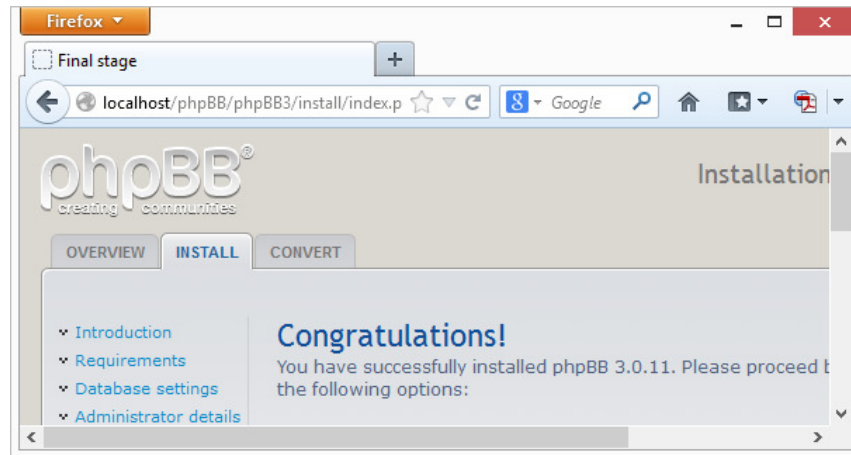 Firefox
Final stage
localhost/phpBB/phpBB3/install/index.p
Google
phpBB®
creating communities
Installation
OVERVIEW INSTALL CONVERT
Introduction
Requirements
Database settings
Administrator details
Congratulations!
You have successfully installed phpBB 3.0.11. Please proceed
the following options: